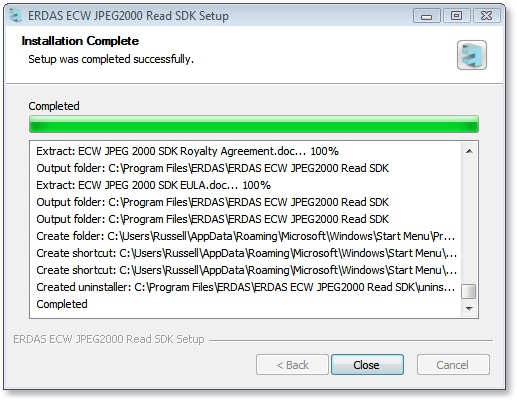 ERDAS ECW JPEG2000 Read SDK Setup
Installation Complete
Setup was completed successfully.
Completed
Extract: ECW JPEG 2000 SDK Royalty Agreement.doc... 100%
Output folder: C:\Program Files\ERDAS\ERDAS ECW JPEG2000 Read SDK
Extract: ECW JPEG 2000 SDK EULA.doc... 100%
Output folder: C:\Program Files\ERDAS\ERDAS ECW JPEG2000 Read SDK
Output folder: C:\Program Files\ERDAS\ERDAS ECW JPEG2000 Read SDK
Create folder: C:\Users\Russell\AppData\Roaming\Microsoft\Windows\Start Menu\Pr...
Create shortcut: C:\Users\Russell\AppData\Roaming\Microsoft\Windows\Start Menu\...
Create shortcut: C:\Users\Russell\AppData\Roaming\Microsoft\Windows\Start Menu\...
Created uninstaller: C:\Program Files\ERDAS\ERDAS ECW JPEG2000 Read SDK\unins...
Completed
ERDAS ECW JPEG2000 Read SDK Setup
< Back
Close
Cancel